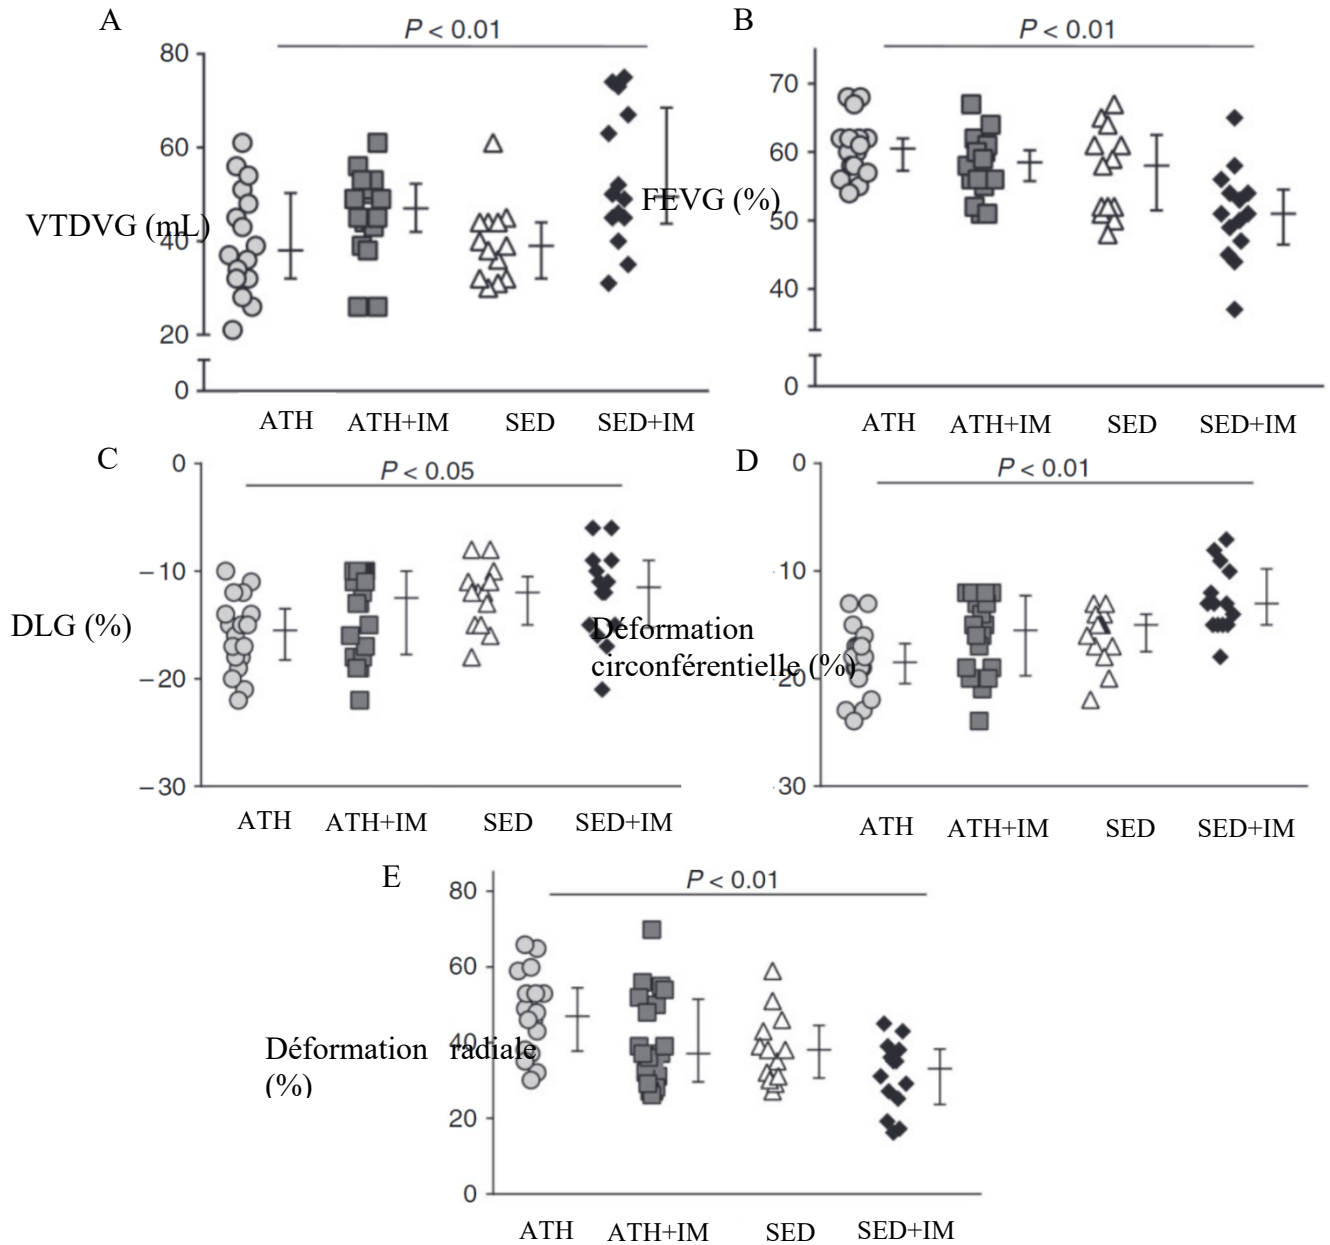 A
P < 0.01
80
60
VTDVG (mL)
40
20
0
ATH ATH+IM SED SED+IM
B
P < 0.01
70
60
FEVG (%)
50
40
0
ATH ATH+IM SED SED+IM
C
P < 0.05
0
−10
DLG (%)
−20
−30
ATH ATH+IM SED SED+IM
D
P < 0.01
0
10
Déformation
circonférentielle (%)
20
30
ATH ATH+IM SED SED+IM
E
P < 0.01
80
60
40
Déformation radiale
(%)
20
0
ATH ATH+IM SED SED+IM